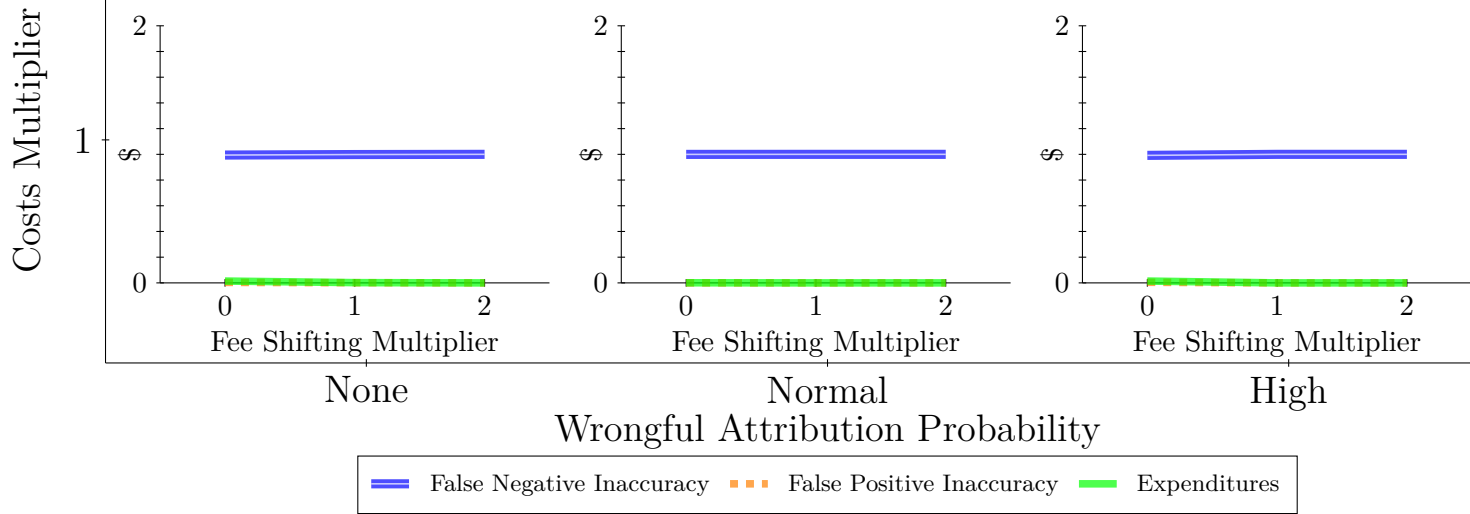 Costs Multiplier
1
2
$
0
0 1 2
Fee Shifting Multiplier
2
$
0
0 1 2
Fee Shifting Multiplier
2
$
0
0 1 2
Fee Shifting Multiplier
None Normal High
Wrongful Attribution Probability
False Negative Inaccuracy False Positive Inaccuracy Expenditures